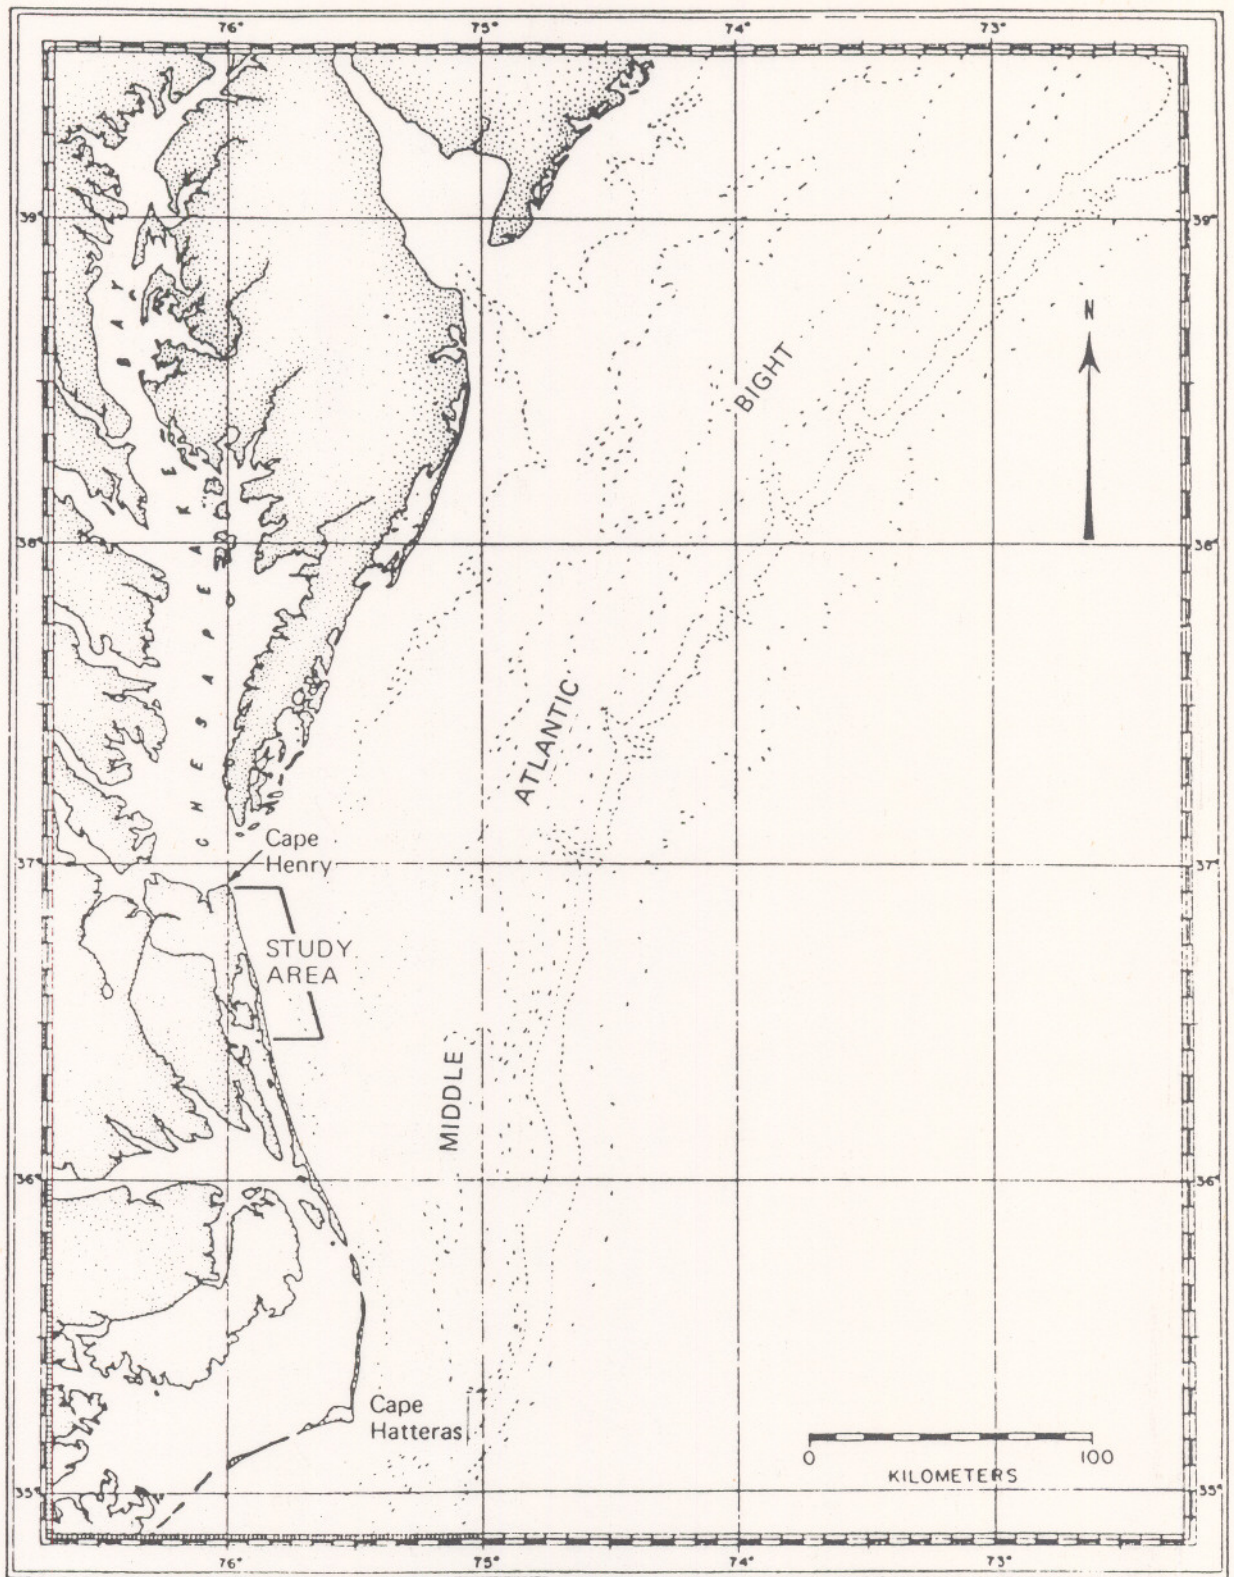 76° 75° 74° 73°
39° 39°
CHESAPEAKE BAY
N
BIGHT
38° 38°
ATLANTIC
Cape
Henry
37° 37°
STUDY
AREA
MIDDLE
36° 36°
Cape
Hatteras
0 100
KILOMETERS
35° 35°
76° 75° 74° 73°